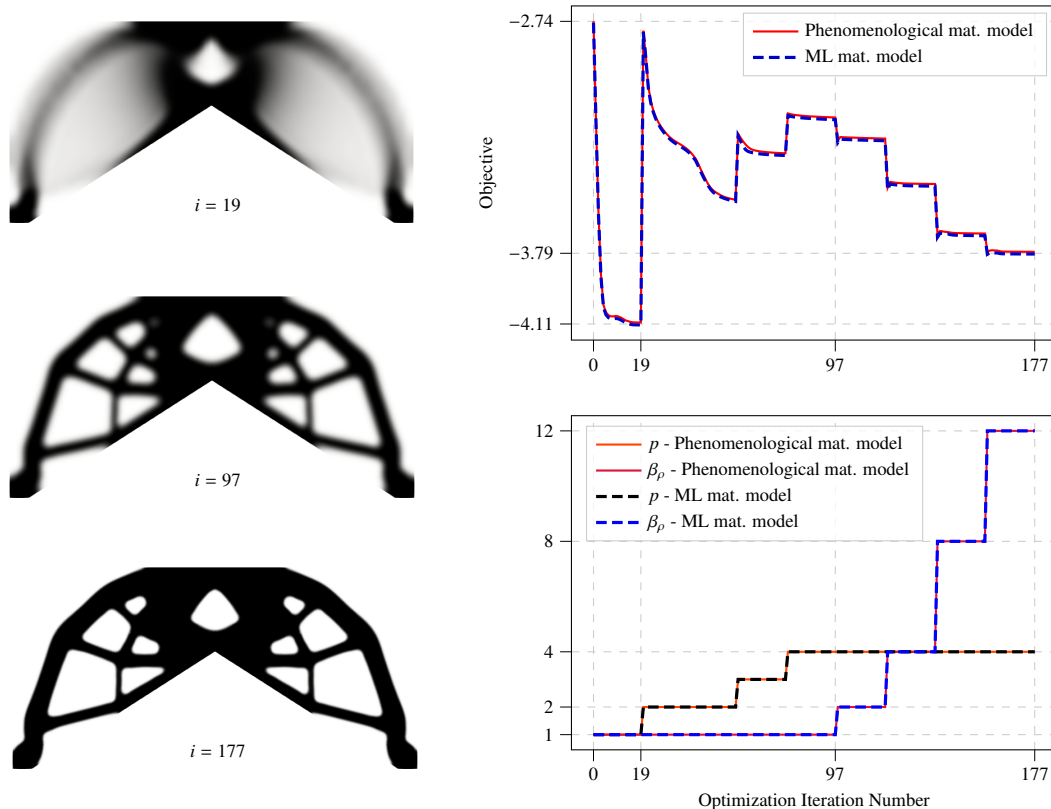 i = 19
i = 97
i = 177
−2.74
−3.79
−4.11
Objective
Phenomenological mat. model
ML mat. model
0 19 97 177
12
8
4
2
1
p - Phenomenological mat. model
βρ - Phenomenological mat. model
p - ML mat. model
βρ - ML mat. model
0 19 97 177
Optimization Iteration Number